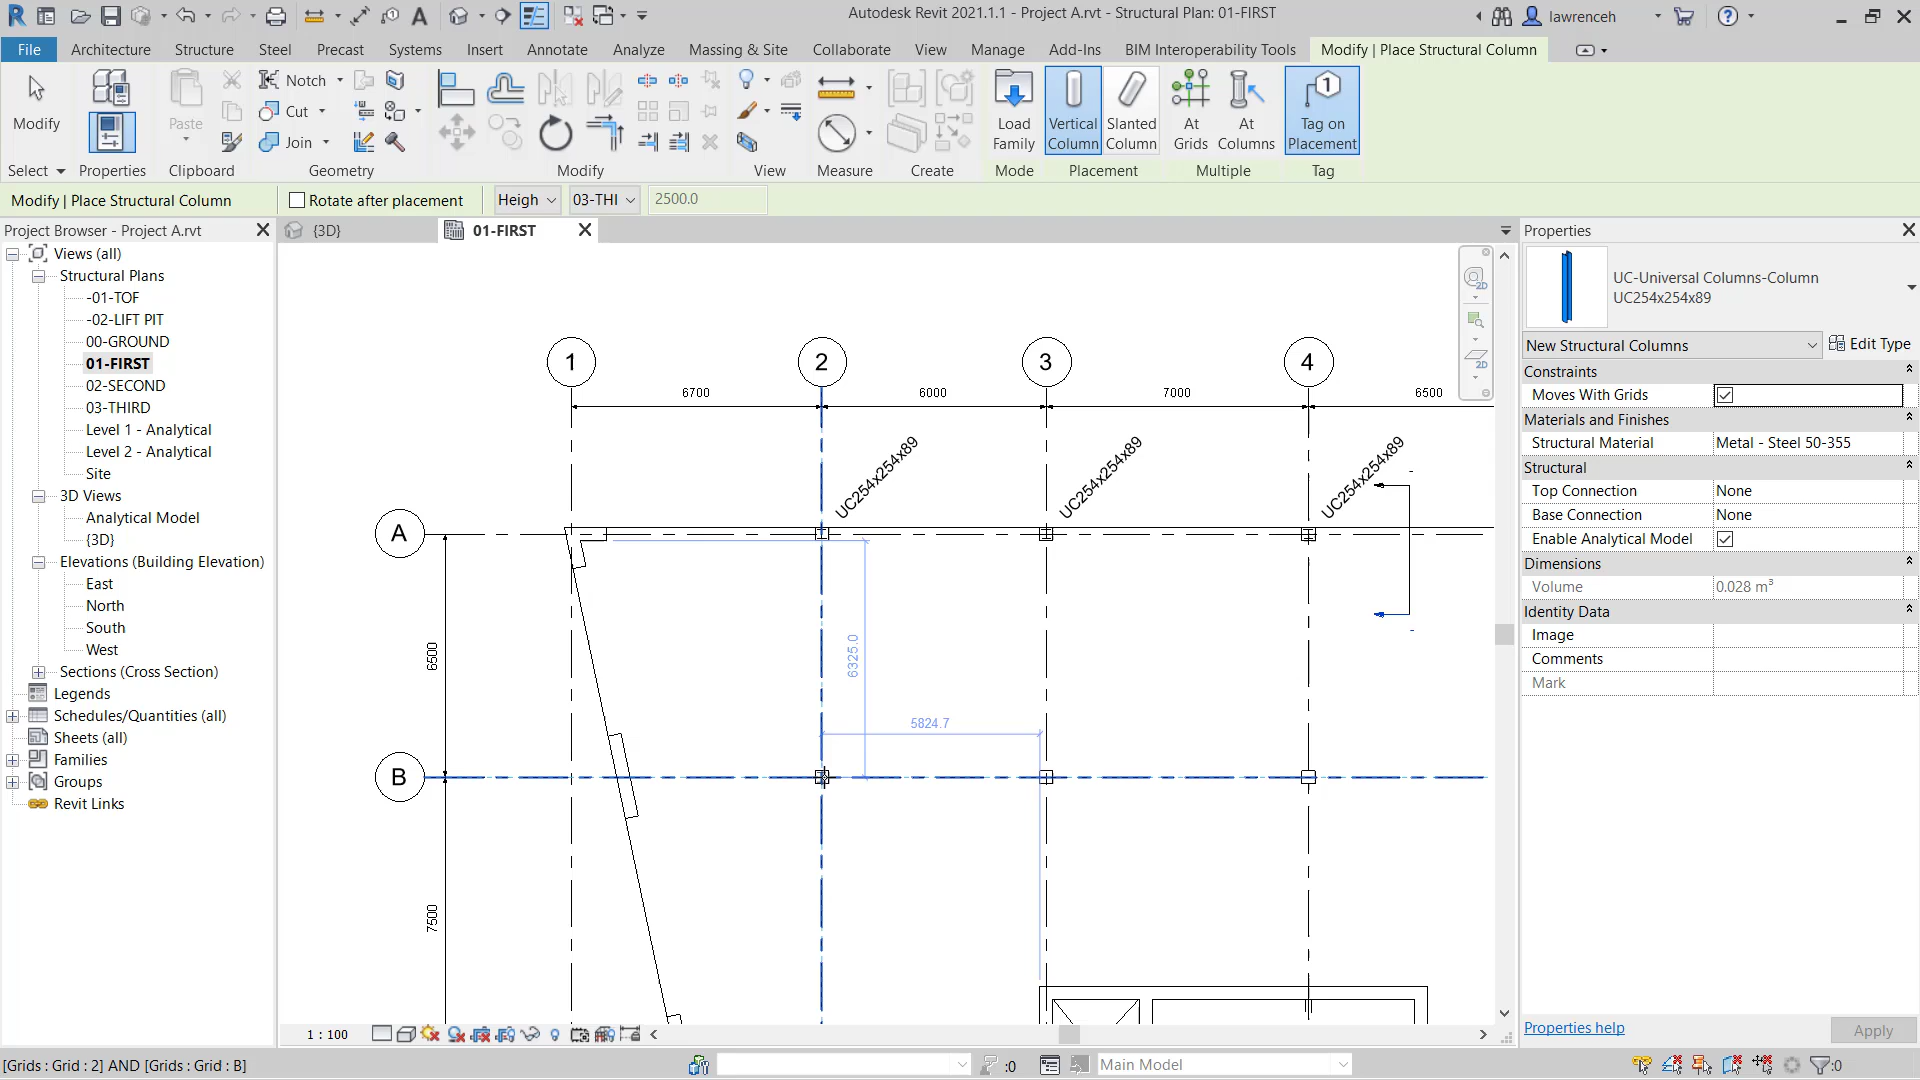 Autodesk Revit 2021.1.1 - Project A.rvt - Structural Plan: 01-FIRST
lawrenceh
File Architecture Structure Steel Precast Systems Insert Annotate Analyze Massing & Site Collaborate View Manage Add-Ins BIM Interoperability Tools Modify | Place Structural Column
Modify
Paste
Notch
Cut
Join
Load Family
Vertical Column
Slanted Column
At Grids
At Columns
Tag on Placement
Select Properties Clipboard Geometry Modify View Measure Create Mode Placement Multiple Tag
Modify | Place Structural Column Rotate after placement Heigh 03-THI 2500.0
Project Browser - Project A.rvt
Views (all)
Structural Plans
-01-TOF
-02-LIFT PIT
00-GROUND
01-FIRST
02-SECOND
03-THIRD
Level 1 - Analytical
Level 2 - Analytical
Site
3D Views
Analytical Model
{3D}
Elevations (Building Elevation)
East
North
South
West
Sections (Cross Section)
Legends
Schedules/Quantities (all)
Sheets (all)
Families
Groups
Revit Links
{3D} 01-FIRST
1 2 3 4
6700 6000 7000 6500
UC254x254x89 UC254x254x89 UC254x254x89
A
6500
6325.0
5824.7
B
7500
2D
2D
Properties
UC-Universal Columns-Column
UC254x254x89
New Structural Columns Edit Type
Constraints
Moves With Grids
Materials and Finishes
Structural Material Metal - Steel 50-355
Structural
Top Connection None
Base Connection None
Enable Analytical Model
Dimensions
Volume 0.028 m³
Identity Data
Image
Comments
Mark
Properties help Apply
1 : 100
[Grids : Grid : 2] AND [Grids : Grid : B]
:0
Main Model
:0